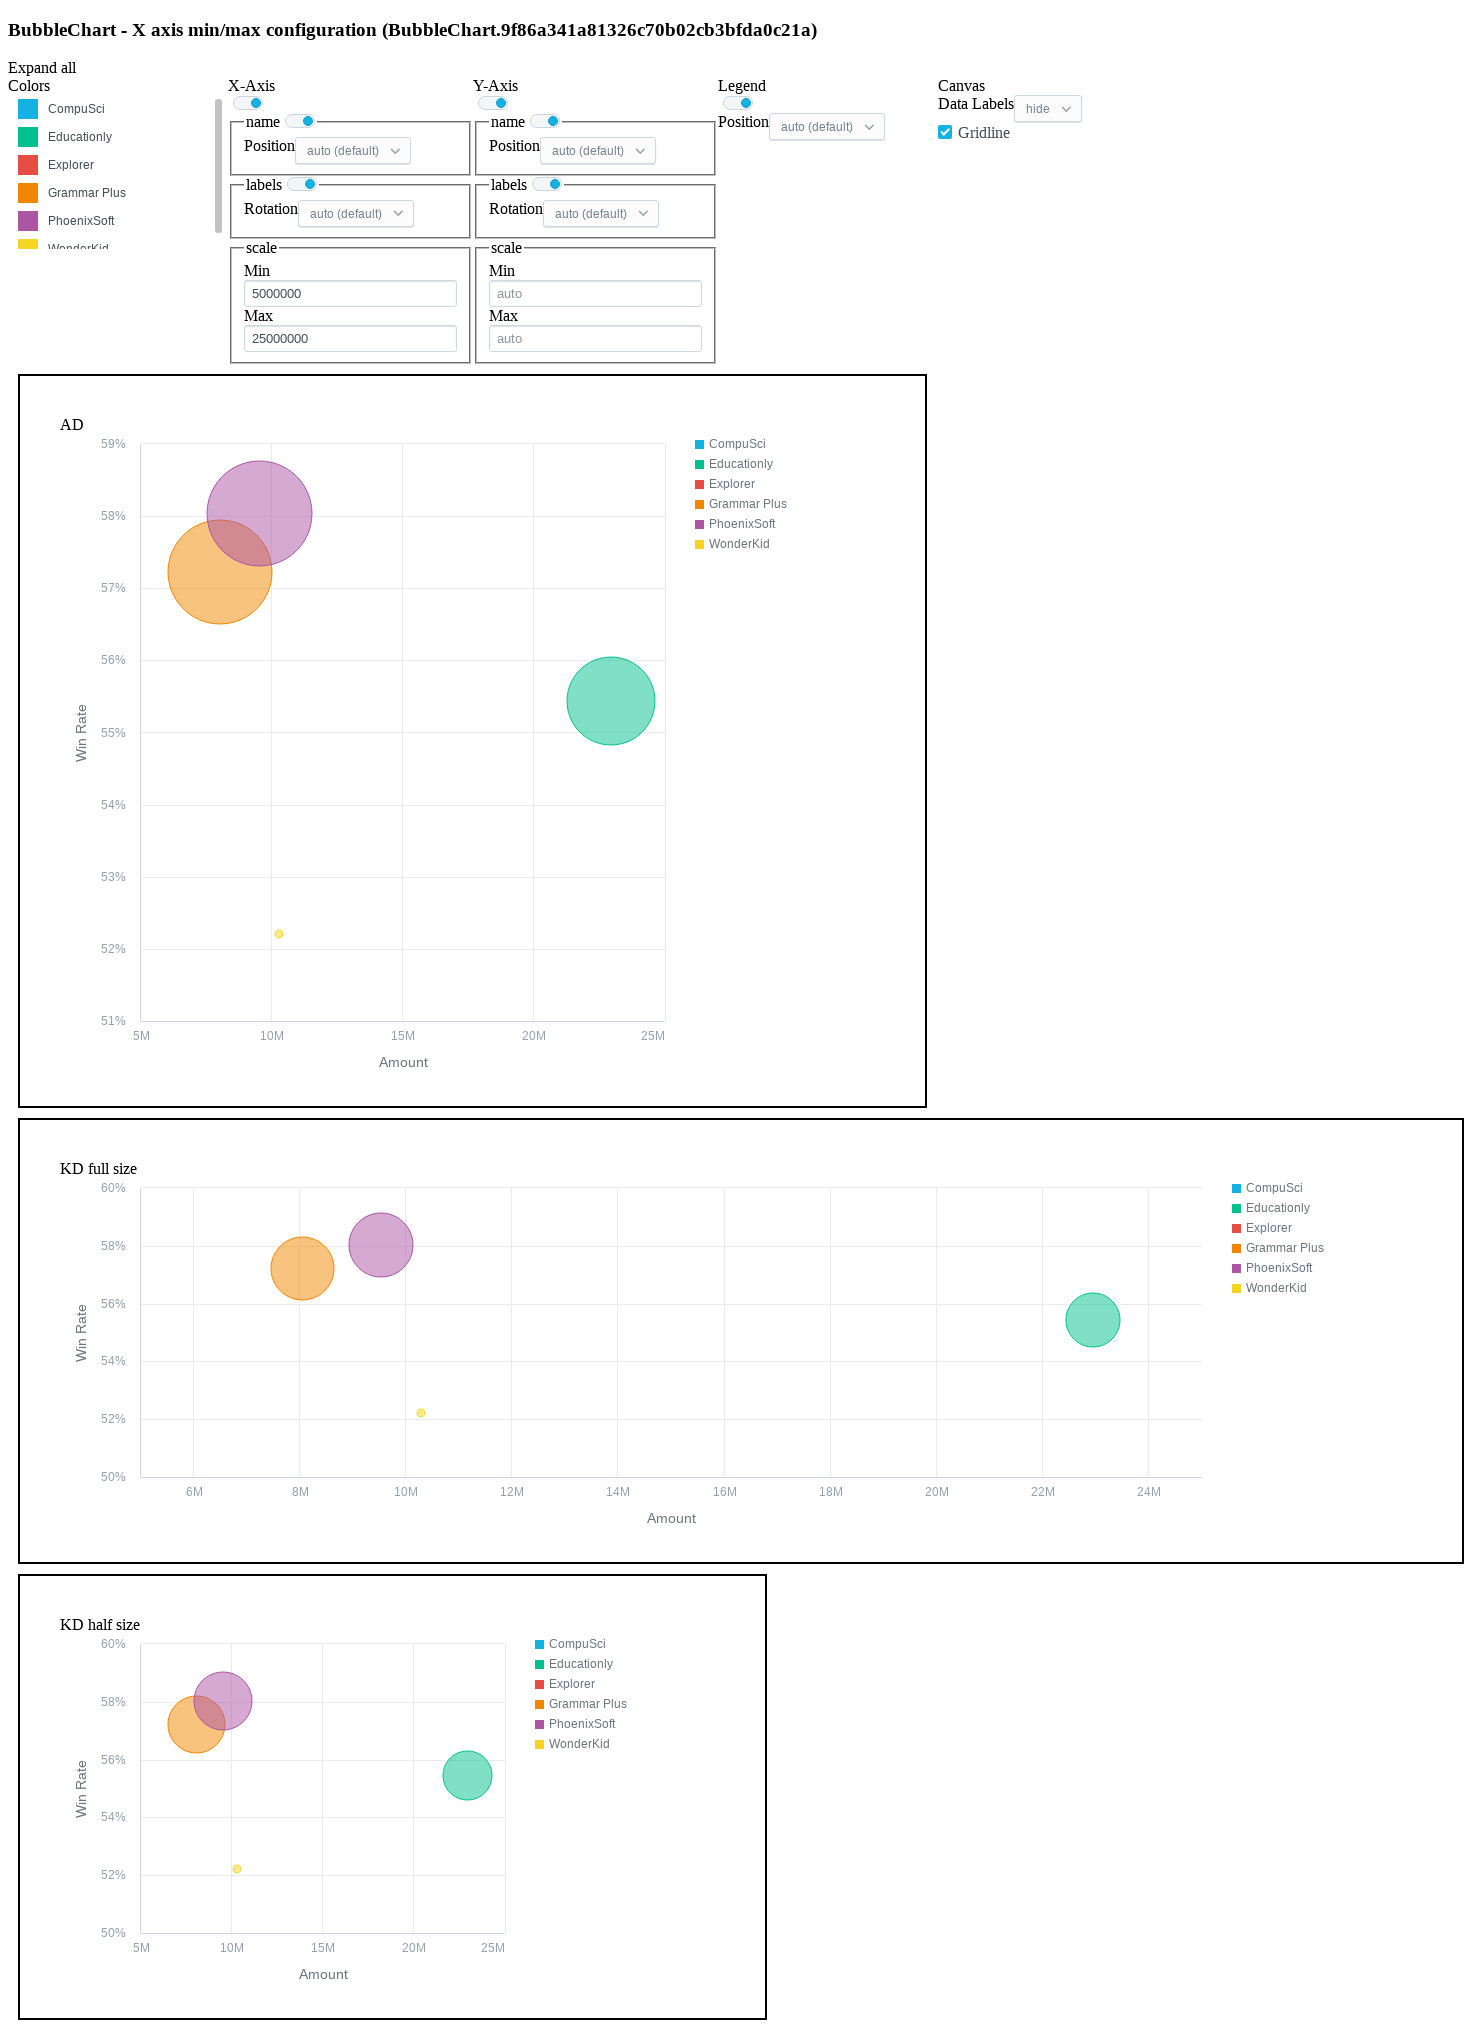 BubbleChart - X axis min/max configuration (BubbleChart.9f86a341a81326c70b02cb3bfda0c21a)
Expand all
Colors
CompuSci
Educationly
Explorer
Grammar Plus
PhoenixSoft
WonderKid
X-Axis
name
Position auto (default)
labels
Rotation auto (default)
scale
Min
5000000
Max
25000000
Y-Axis
name
Position auto (default)
labels
Rotation auto (default)
scale
Min
auto
Max
auto
Legend
Position auto (default)
Canvas
Data Labels hide
Gridline
AD
59%
58%
57%
56%
55%
54%
53%
52%
51%
Win Rate
5M 10M 15M 20M 25M
Amount
CompuSci
Educationly
Explorer
Grammar Plus
PhoenixSoft
WonderKid
KD full size
60%
58%
56%
54%
52%
50%
Win Rate
6M 8M 10M 12M 14M 16M 18M 20M 22M 24M
Amount
CompuSci
Educationly
Explorer
Grammar Plus
PhoenixSoft
WonderKid
KD half size
60%
58%
56%
54%
52%
50%
Win Rate
5M 10M 15M 20M 25M
Amount
CompuSci
Educationly
Explorer
Grammar Plus
PhoenixSoft
WonderKid